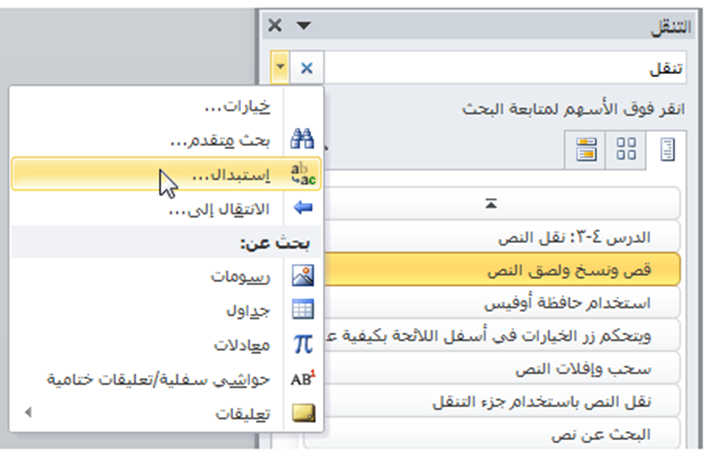 التنقل
تنقل
انقر فوق الأسهم لمتابعة البحث
الدرس ٤-٣: نقل النص
قص ونسخ ولصق النص
استخدام حافظة أوفيس
ويتحكم زر الخيارات في أسفل اللائحة بكيفية ع
سحب وإفلات النص
نقل النص باستخدام جزء التنقل
البحث عن نص
خيارات...
بحث متقدم...
استبدال...
الانتقال إلى...
بحث عن:
رسومات
جداول
معادلات
حواشي سفلية/تعليقات ختامية
تعليقات